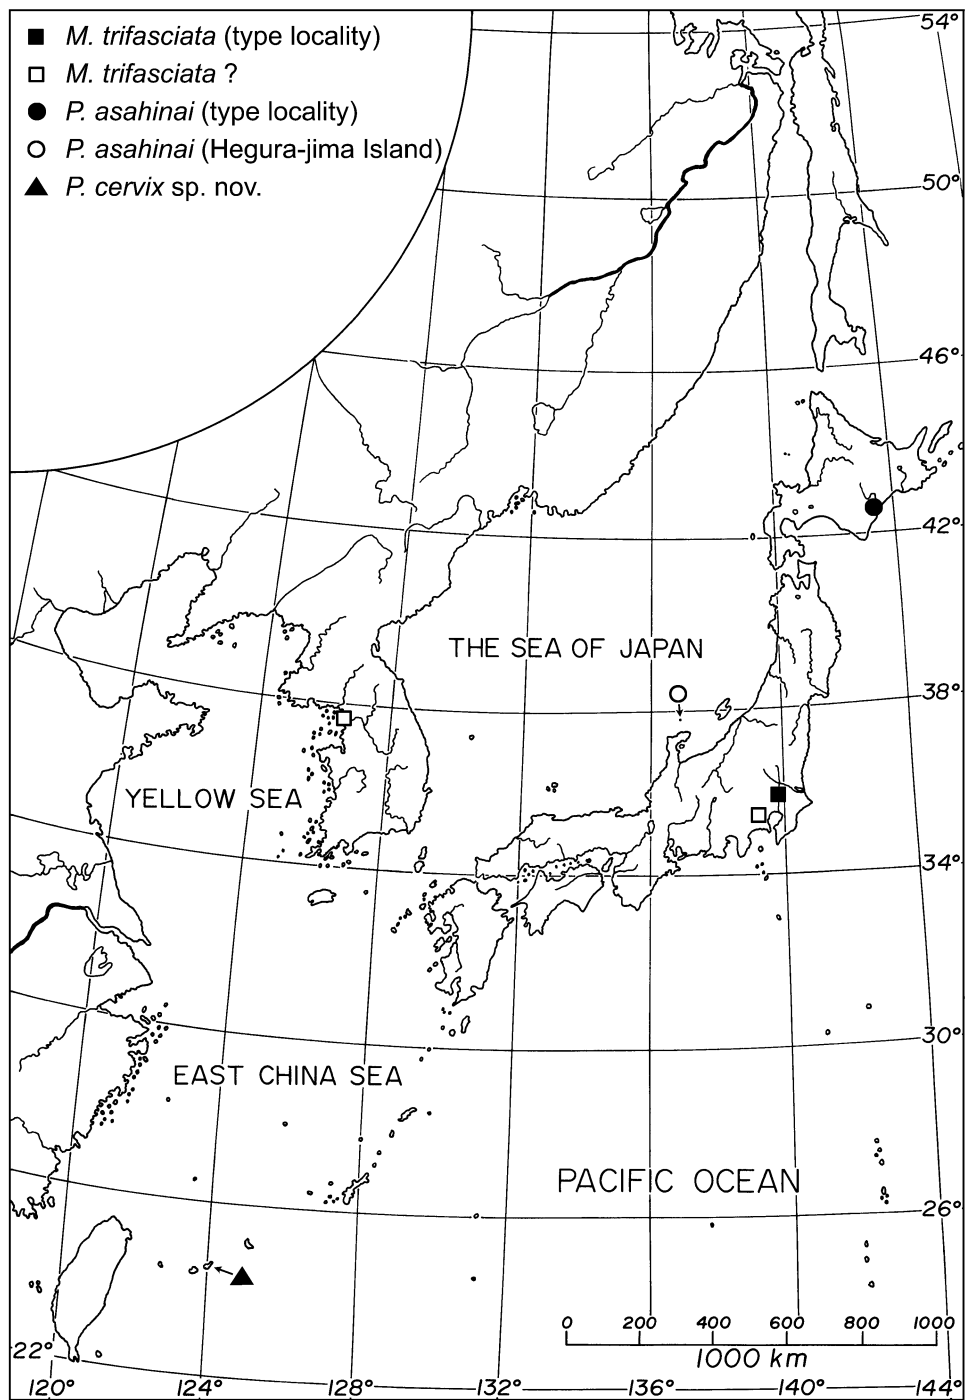 M. trifasciata (type locality)
M. trifasciata ?
P. asahinai (type locality)
P. asahinai (Hegura-jima Island)
P. cervix sp. nov.
54°
50°
46°
42°
THE SEA OF JAPAN
38°
YELLOW SEA
34°
30°
EAST CHINA SEA
PACIFIC OCEAN
26°
0 200 400 600 800 1000
1000 km
22°
120° 124° 128° 132° 136° 140° 144°